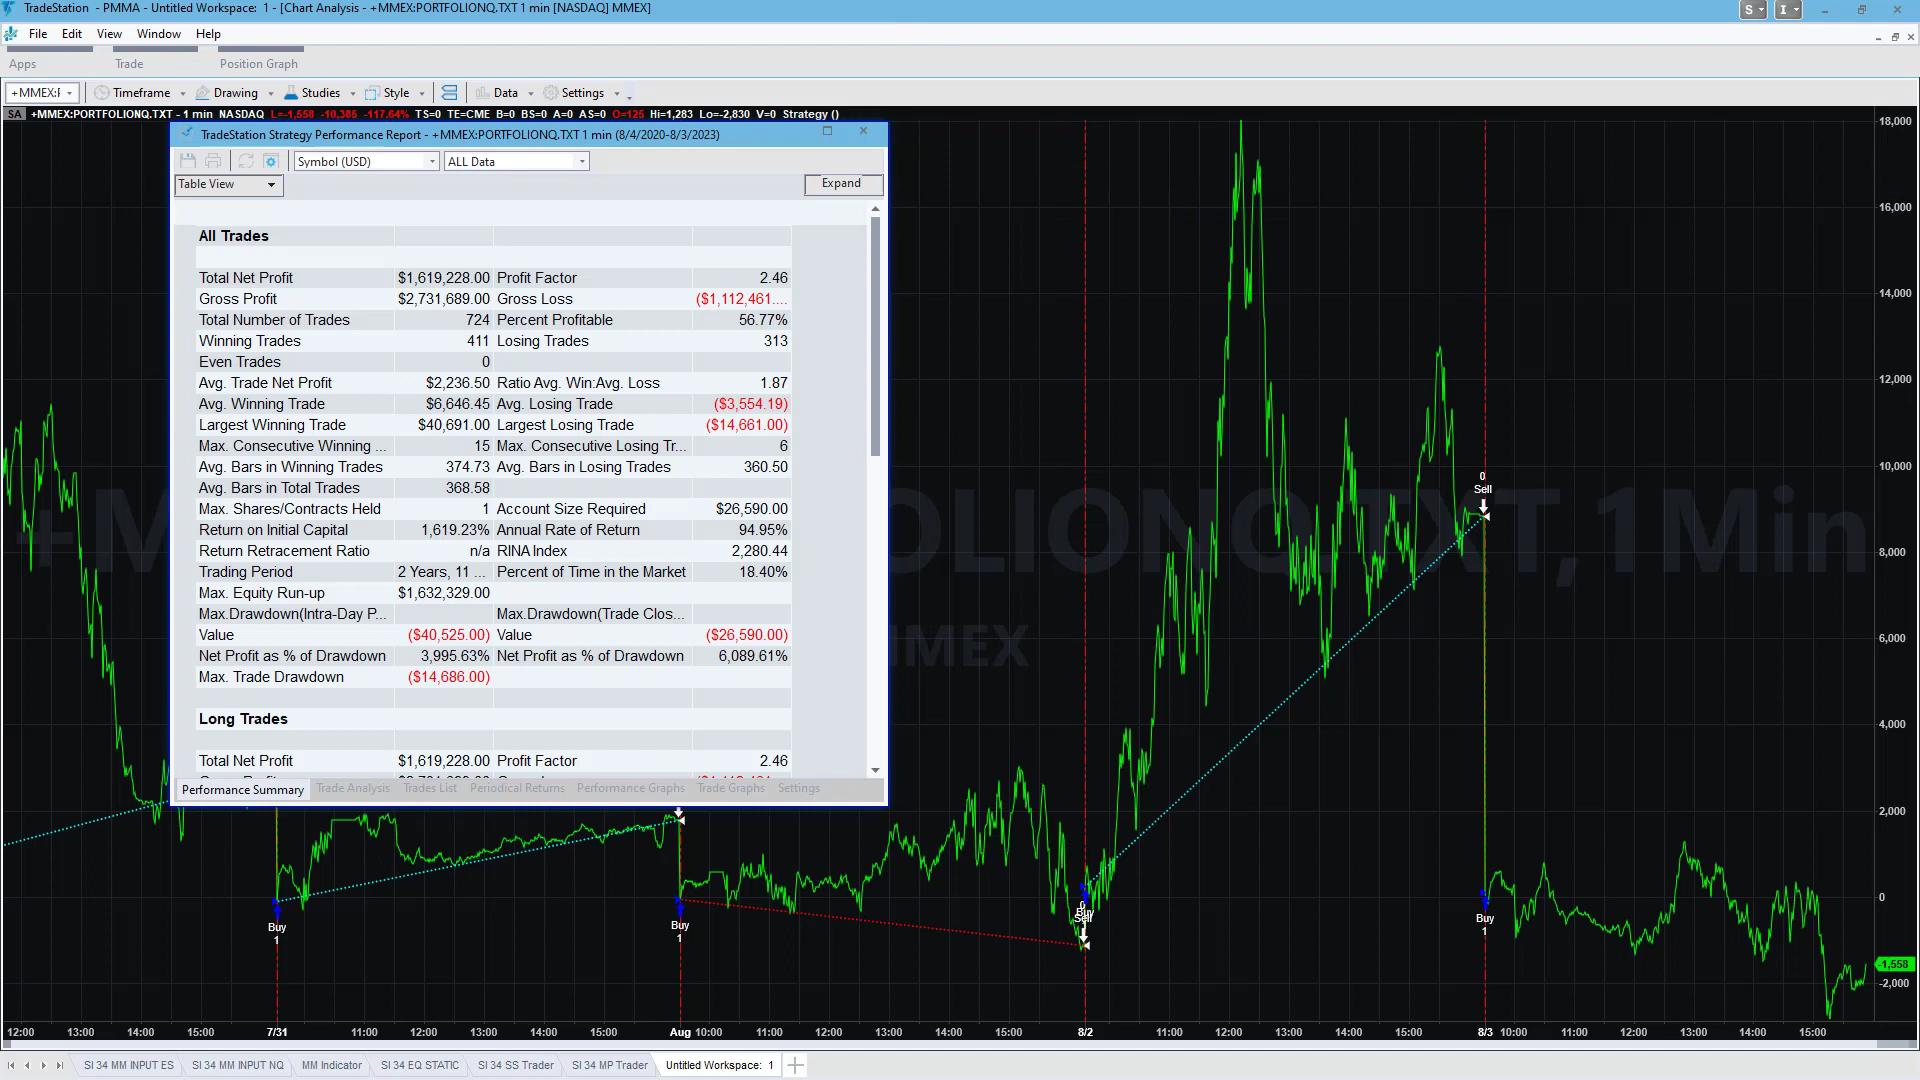 TradeStation - PMMA - Untitled Workspace: 1 - [Chart Analysis - +MMEX:PORTFOLIONQ.TXT 1 min [NASDAQ] MMEX]
S I
File Edit View Window Help
Apps Trade Position Graph
+MMEX:F Timeframe Drawing Studies Style Data Settings
SA +MMEX:PORTFOLIONQ.TXT - 1 min NASDAQ L=-1,558 -10,385 -117.64% TS=0 TE=CME B=0 BS=0 A=0 AS=0 O=125 Hi=1,283 Lo=-2,830 V=0 Strategy ()
TradeStation Strategy Performance Report - +MMEX:PORTFOLIONQ.TXT 1 min (8/4/2020-8/3/2023)
Symbol (USD) ALL Data
Table View Expand
All Trades
Total Net Profit $1,619,228.00 Profit Factor 2.46
Gross Profit $2,731,689.00 Gross Loss ($1,112,461....
Total Number of Trades 724 Percent Profitable 56.77%
Winning Trades 411 Losing Trades 313
Even Trades 0
Avg. Trade Net Profit $2,236.50 Ratio Avg. Win:Avg. Loss 1.87
Avg. Winning Trade $6,646.45 Avg. Losing Trade ($3,554.19)
Largest Winning Trade $40,691.00 Largest Losing Trade ($14,661.00)
Max. Consecutive Winning ... 15 Max. Consecutive Losing Tr... 6
Avg. Bars in Winning Trades 374.73 Avg. Bars in Losing Trades 360.50
Avg. Bars in Total Trades 368.58
Max. Shares/Contracts Held 1 Account Size Required $26,590.00
Return on Initial Capital 1,619.23% Annual Rate of Return 94.95%
Return Retracement Ratio n/a RINA Index 2,280.44
Trading Period 2 Years, 11 ... Percent of Time in the Market 18.40%
Max. Equity Run-up $1,632,329.00
Max.Drawdown(Intra-Day P... Max.Drawdown(Trade Clos...
Value ($40,525.00) Value ($26,590.00)
Net Profit as % of Drawdown 3,995.63% Net Profit as % of Drawdown 6,089.61%
Max. Trade Drawdown ($14,686.00)
Long Trades
Total Net Profit $1,619,228.00 Profit Factor 2.46
Performance Summary Trade Analysis Trades List Periodical Returns Performance Graphs Trade Graphs Settings
18,000
16,000
14,000
12,000
10,000
8,000
6,000
4,000
2,000
0
-1,558
-2,000
0
Sell
Buy
1
Buy
1
0
Buy
Sell
Buy
1
12:00 13:00 14:00 15:00 7/31 11:00 12:00 13:00 14:00 15:00 Aug 10:00 11:00 12:00 13:00 14:00 15:00 8/2 11:00 12:00 13:00 14:00 15:00 8/3 10:00 11:00 12:00 13:00 14:00 15:00
SI 34 MM INPUT ES SI 34 MM INPUT NQ MM Indicator SI 34 EQ STATIC SI 34 SS Trader SI 34 MP Trader Untitled Workspace: 1